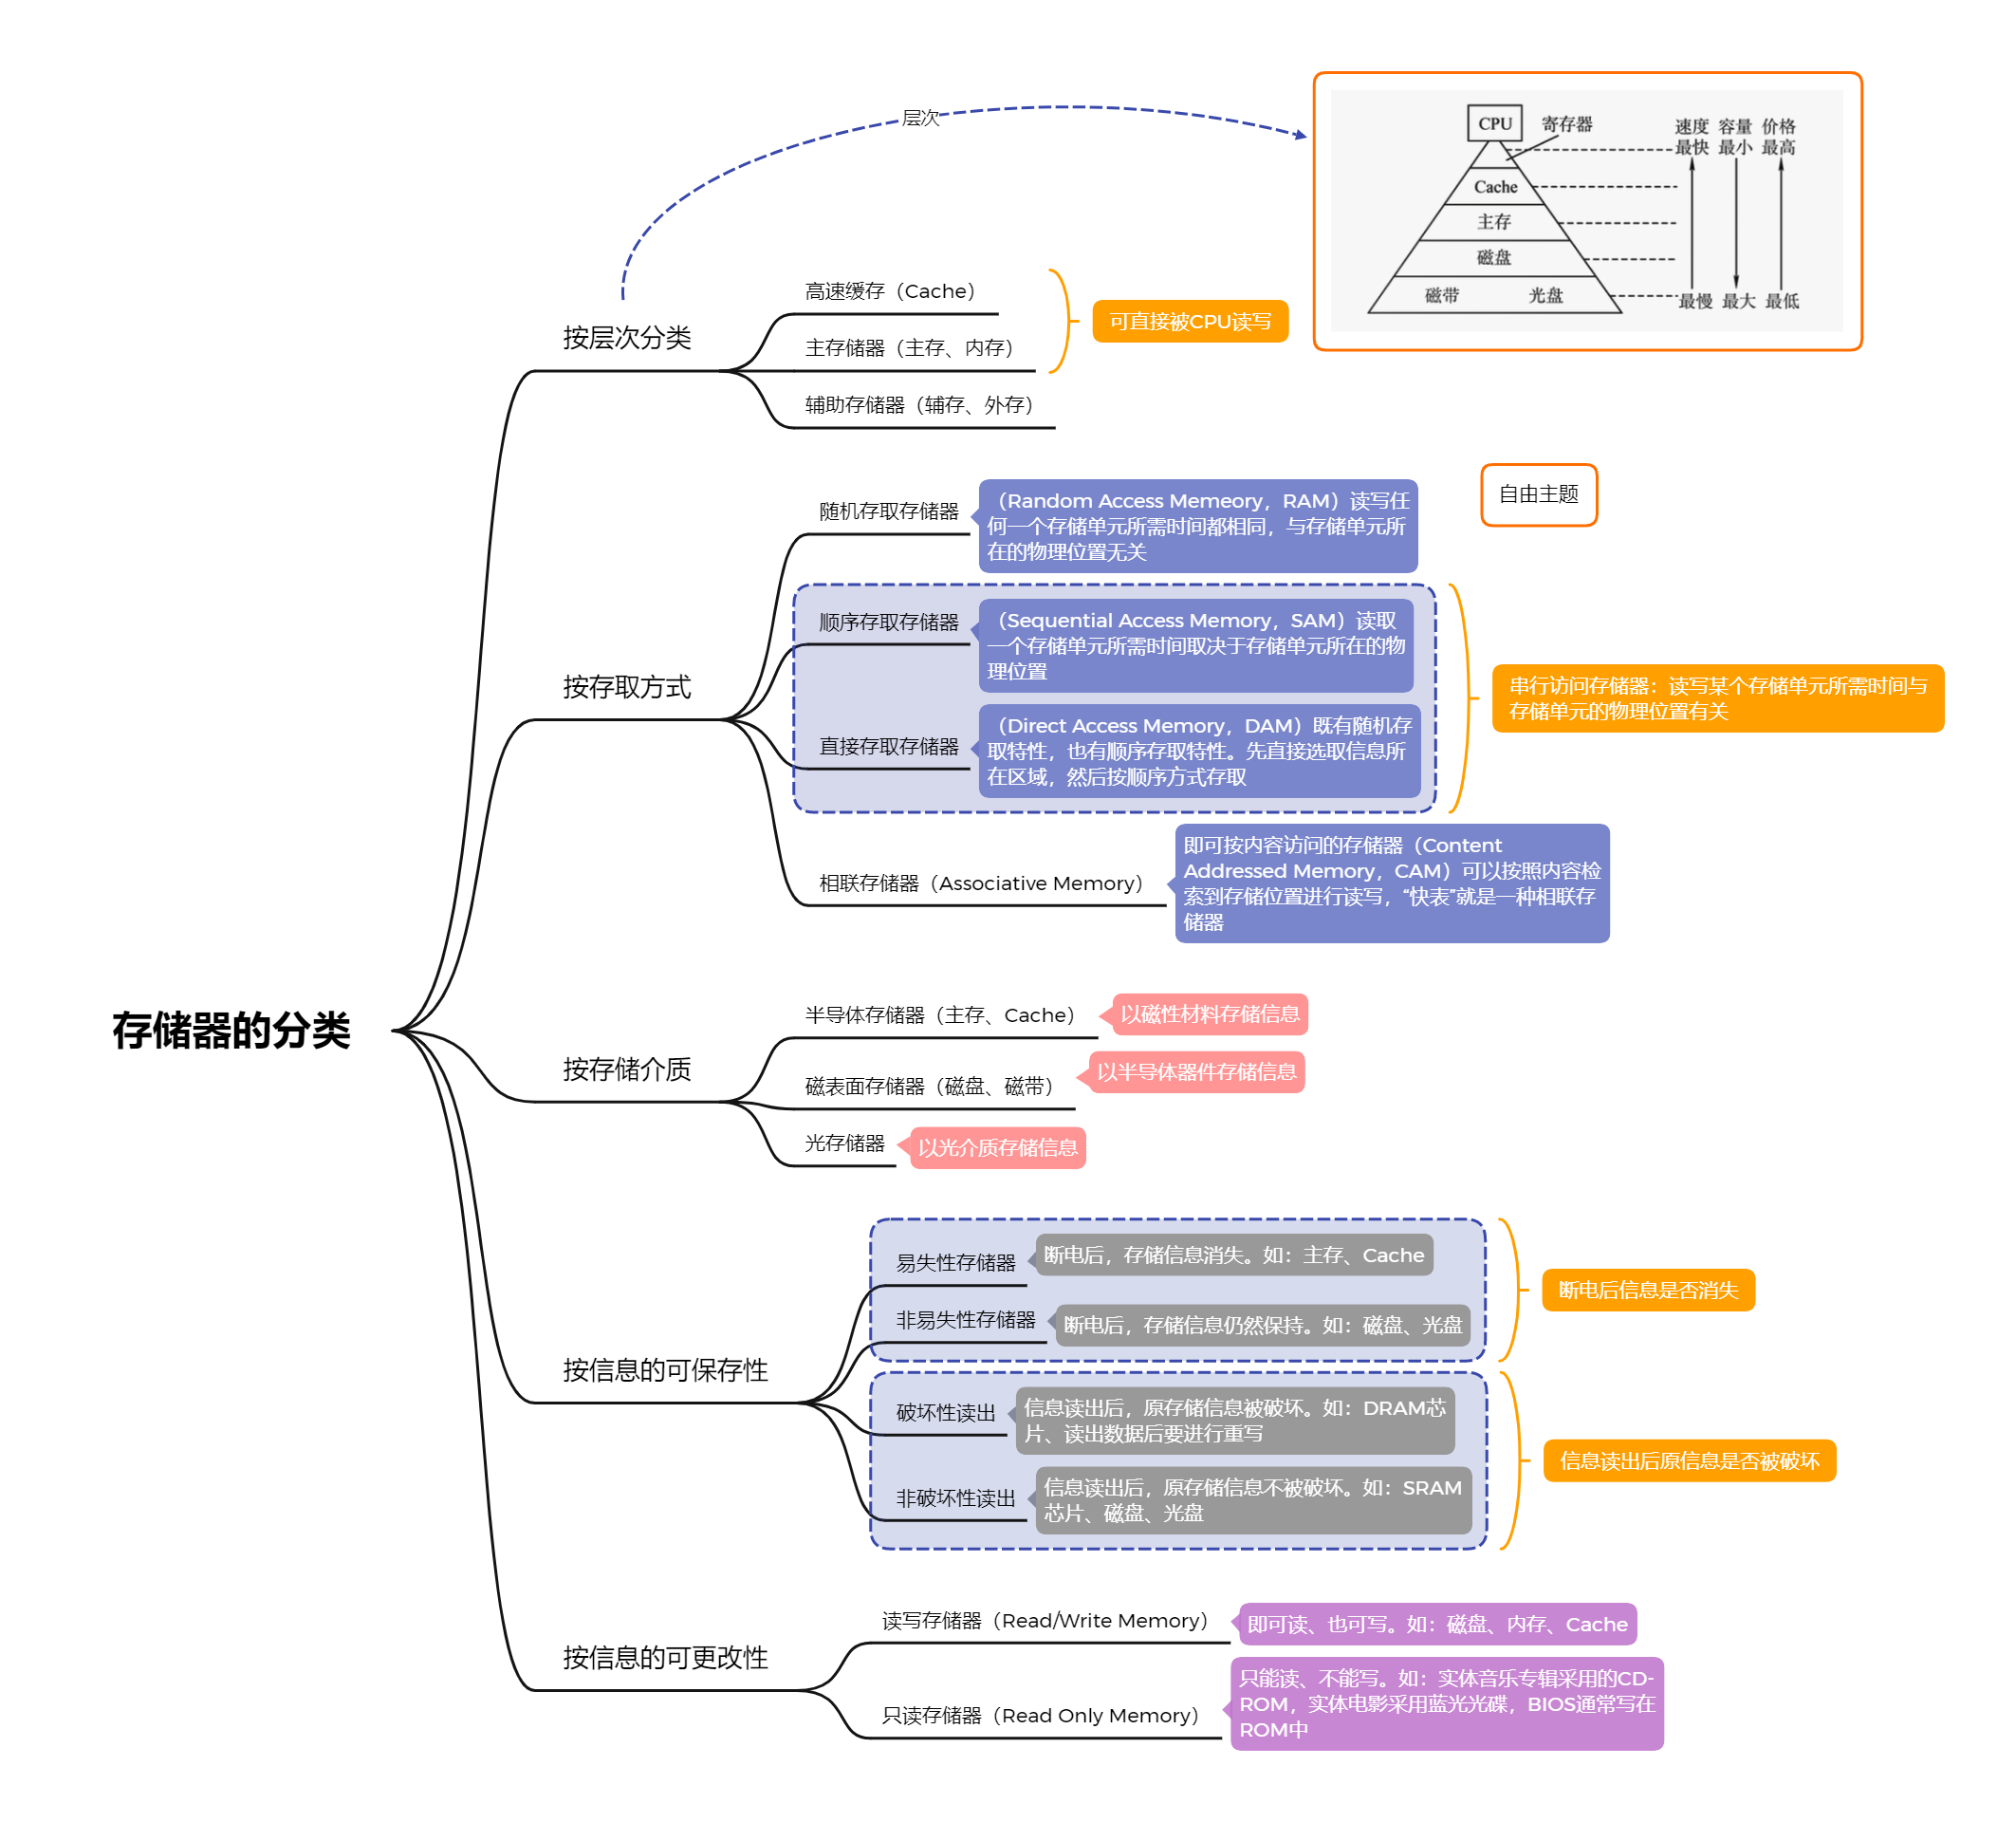 存储器的分类
按层次分类
层次
高速缓存（Cache）
主存储器（主存、内存）
可直接被CPU读写
辅助存储器（辅存、外存）
CPU
寄存器
速度 容量 价格
最快 最小 最高
Cache
主存
磁盘
磁带 光盘
最慢 最大 最低
自由主题
按存取方式
随机存取存储器
（Random Access Memeory，RAM）读写任
何一个存储单元所需时间都相同，与存储单元所
在的物理位置无关
顺序存取存储器
（Sequential Access Memory，SAM）读取
一个存储单元所需时间取决于存储单元所在的物
理位置
直接存取存储器
（Direct Access Memory，DAM）既有随机存
取特性，也有顺序存取特性。先直接选取信息所
在区域，然后按顺序方式存取
串行访问存储器：读写某个存储单元所需时间与
存储单元的物理位置有关
相联存储器（Associative Memory）
即可按内容访问的存储器（Content
Addressed Memory，CAM）可以按照内容检
索到存储位置进行读写，“快表”就是一种相联存
储器
按存储介质
半导体存储器（主存、Cache）
以磁性材料存储信息
磁表面存储器（磁盘、磁带）
以半导体器件存储信息
光存储器
以光介质存储信息
按信息的可保存性
易失性存储器
断电后，存储信息消失。如：主存、Cache
非易失性存储器
断电后，存储信息仍然保持。如：磁盘、光盘
断电后信息是否消失
破坏性读出
信息读出后，原存储信息被破坏。如：DRAM芯
片、读出数据后要进行重写
非破坏性读出
信息读出后，原存储信息不被破坏。如：SRAM
芯片、磁盘、光盘
信息读出后原信息是否被破坏
按信息的可更改性
读写存储器（Read/Write Memory）
即可读、也可写。如：磁盘、内存、Cache
只读存储器（Read Only Memory）
只能读、不能写。如：实体音乐专辑采用的CD-
ROM，实体电影采用蓝光光碟，BIOS通常写在
ROM中